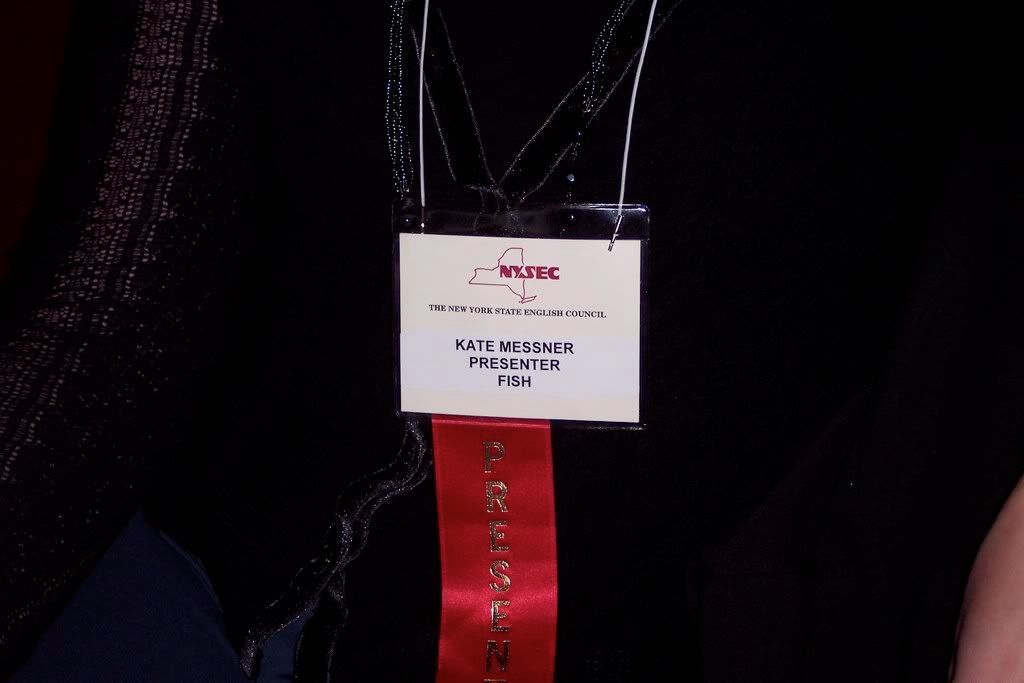 NYSEC
THE NEW YORK STATE ENGLISH COUNCIL
KATE MESSNER
PRESENTER
FISH
PRESEN